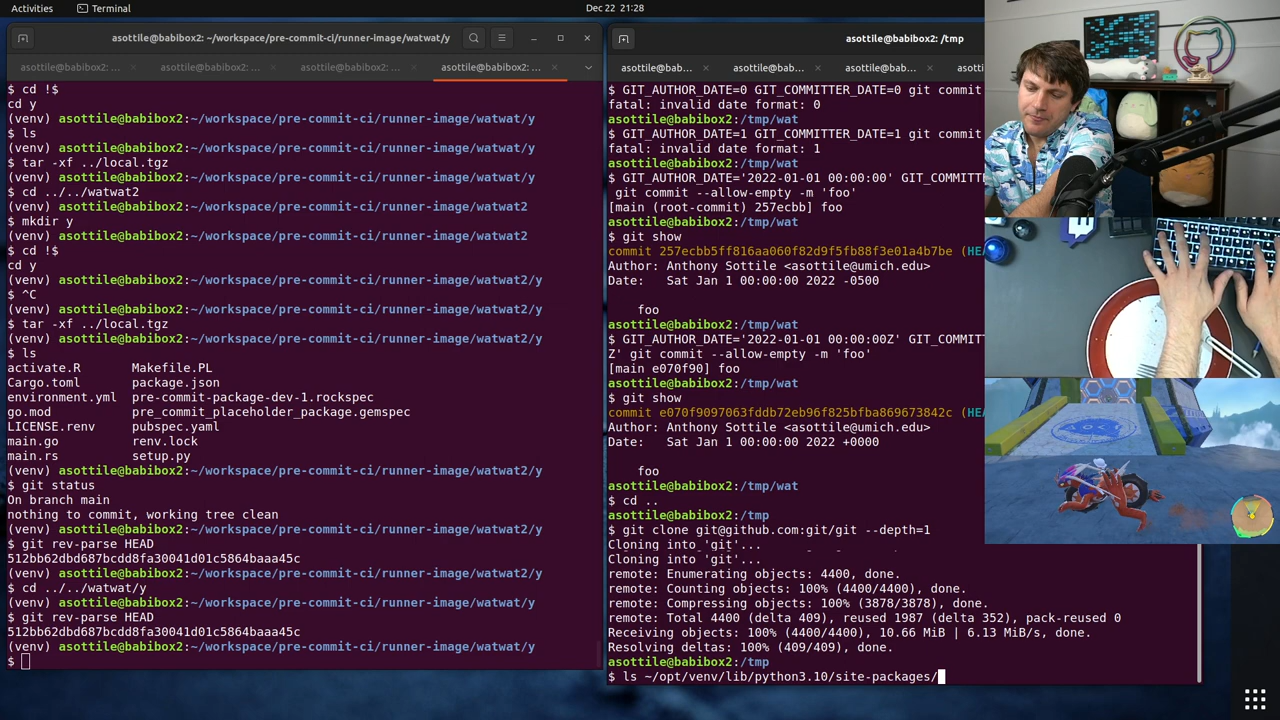 Activities
Terminal
Dec 22 21:28
asottile@babibox2: ~/workspace/pre-commit-ci/runner-image/watwat/y
asottile@babibox2: ...
asottile@babibox2: ...
asottile@babibox2: ...
asottile@babibox2: ...
$ cd !$
cd y
(venv) asottile@babibox2:~/workspace/pre-commit-ci/runner-image/watwat/y
$ ls
(venv) asottile@babibox2:~/workspace/pre-commit-ci/runner-image/watwat/y
$ tar -xf ../local.tgz
(venv) asottile@babibox2:~/workspace/pre-commit-ci/runner-image/watwat/y
$ cd ../../watwat2
(venv) asottile@babibox2:~/workspace/pre-commit-ci/runner-image/watwat2
$ mkdir y
(venv) asottile@babibox2:~/workspace/pre-commit-ci/runner-image/watwat2
$ cd !$
cd y
(venv) asottile@babibox2:~/workspace/pre-commit-ci/runner-image/watwat2/y
$ ^C
(venv) asottile@babibox2:~/workspace/pre-commit-ci/runner-image/watwat2/y
$ tar -xf ../local.tgz
(venv) asottile@babibox2:~/workspace/pre-commit-ci/runner-image/watwat2/y
$ ls
activate.R Makefile.PL
Cargo.toml package.json
environment.yml pre-commit-package-dev-1.rockspec
go.mod pre_commit_placeholder_package.gemspec
LICENSE.renv pubspec.yaml
main.go renv.lock
main.rs setup.py
(venv) asottile@babibox2:~/workspace/pre-commit-ci/runner-image/watwat2/y
$ git status
On branch main
nothing to commit, working tree clean
(venv) asottile@babibox2:~/workspace/pre-commit-ci/runner-image/watwat2/y
$ git rev-parse HEAD
512bb62dbd687bcdd8fa30041d01c5864baaa45c
(venv) asottile@babibox2:~/workspace/pre-commit-ci/runner-image/watwat2/y
$ cd ../../watwat/y
(venv) asottile@babibox2:~/workspace/pre-commit-ci/runner-image/watwat/y
$ git rev-parse HEAD
512bb62dbd687bcdd8fa30041d01c5864baaa45c
(venv) asottile@babibox2:~/workspace/pre-commit-ci/runner-image/watwat/y
$
asottile@babibox2: /tmp
asottile@bab...
asottile@bab...
asottile@bab...
asotti
$ GIT_AUTHOR_DATE=0 GIT_COMMITTER_DATE=0 git commit
fatal: invalid date format: 0
asottile@babibox2:/tmp/wat
$ GIT_AUTHOR_DATE=1 GIT_COMMITTER_DATE=1 git commit
fatal: invalid date format: 1
asottile@babibox2:/tmp/wat
$ GIT_AUTHOR_DATE='2022-01-01 00:00:00' GIT_COMMITT
git commit --allow-empty -m 'foo'
[main (root-commit) 257ecbb] foo
asottile@babibox2:/tmp/wat
$ git show
commit 257ecbb5ff816aa060f82d9f5fb88f3e01a4b7be (HEA
Author: Anthony Sottile <asottile@umich.edu>
Date: Sat Jan 1 00:00:00 2022 -0500
foo
asottile@babibox2:/tmp/wat
$ GIT_AUTHOR_DATE='2022-01-01 00:00:00Z' GIT_COMMITT
Z' git commit --allow-empty -m 'foo'
[main e070f90] foo
asottile@babibox2:/tmp/wat
$ git show
commit e070f9097063fddb72eb96f825bfba869673842c (HEA
Author: Anthony Sottile <asottile@umich.edu>
Date: Sat Jan 1 00:00:00 2022 +0000
foo
asottile@babibox2:/tmp/wat
$ cd ..
asottile@babibox2:/tmp
$ git clone git@github.com:git/git --depth=1
Cloning into 'git'...
Cloning into 'git'...
remote: Enumerating objects: 4400, done.
remote: Counting objects: 100% (4400/4400), done.
remote: Compressing objects: 100% (3878/3878), done.
remote: Total 4400 (delta 409), reused 1987 (delta 352), pack-reused 0
Receiving objects: 100% (4400/4400), 10.66 MiB | 6.13 MiB/s, done.
Resolving deltas: 100% (409/409), done.
asottile@babibox2:/tmp
$ ls ~/opt/venv/lib/python3.10/site-packages/